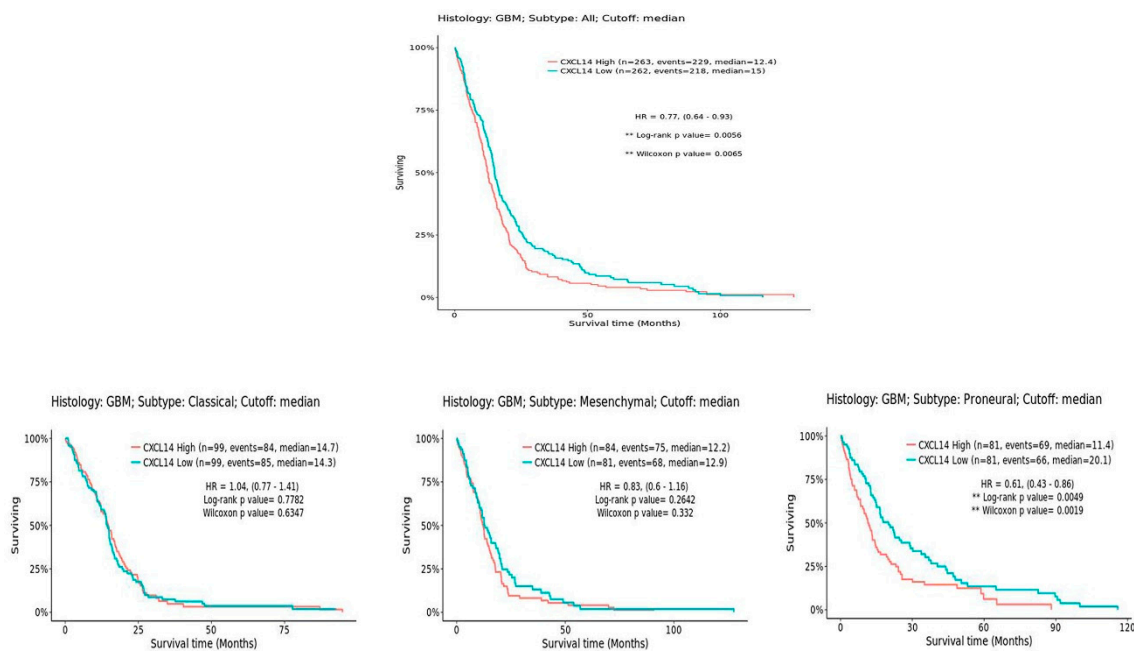 Histology: GBM; Subtype: All; Cutoff: median
100%
75%
50%
25%
0%
Surviving
CXCL14 High (n=263, events=229, median=12.4)
CXCL14 Low (n=262, events=218, median=15)
HR = 0.77, (0.64 - 0.93)
** Log-rank p value= 0.0056
** Wilcoxon p value= 0.0065
0 50 100
Survival time (Months)
Histology: GBM; Subtype: Classical; Cutoff: median
100%
75%
50%
25%
0%
Surviving
CXCL14 High (n=99, events=84, median=14.7)
CXCL14 Low (n=99, events=85, median=14.3)
HR = 1.04, (0.77 - 1.41)
Log-rank p value= 0.7782
Wilcoxon p value= 0.6347
0 25 50 75
Survival time (Months)
Histology: GBM; Subtype: Mesenchymal; Cutoff: median
100%
75%
50%
25%
0%
Surviving
CXCL14 High (n=84, events=75, median=12.2)
CXCL14 Low (n=81, events=68, median=12.9)
HR = 0.83, (0.6 - 1.16)
Log-rank p value= 0.2642
Wilcoxon p value= 0.332
0 50 100
Survival time (Months)
Histology: GBM; Subtype: Proneural; Cutoff: median
100%
75%
50%
25%
0%
Surviving
CXCL14 High (n=81, events=69, median=11.4)
CXCL14 Low (n=81, events=66, median=20.1)
HR = 0.61, (0.43 - 0.86)
** Log-rank p value= 0.0049
** Wilcoxon p value= 0.0019
0 30 60 90 120
Survival time (Months)